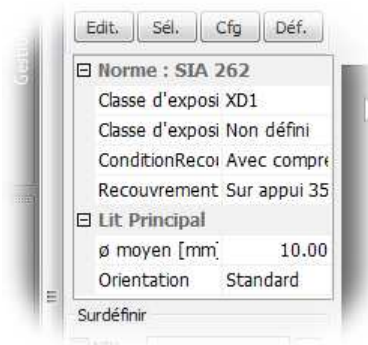 Edit. Sél. Cfg Déf.
Norme : SIA 262
Classe d'exposi XD1
Classe d'exposi Non défini
ConditionRecou Avec compre
Recouvrement Sur appui 35
Lit Principal
ø moyen [mm] 10.00
Orientation Standard
Surdéfinir